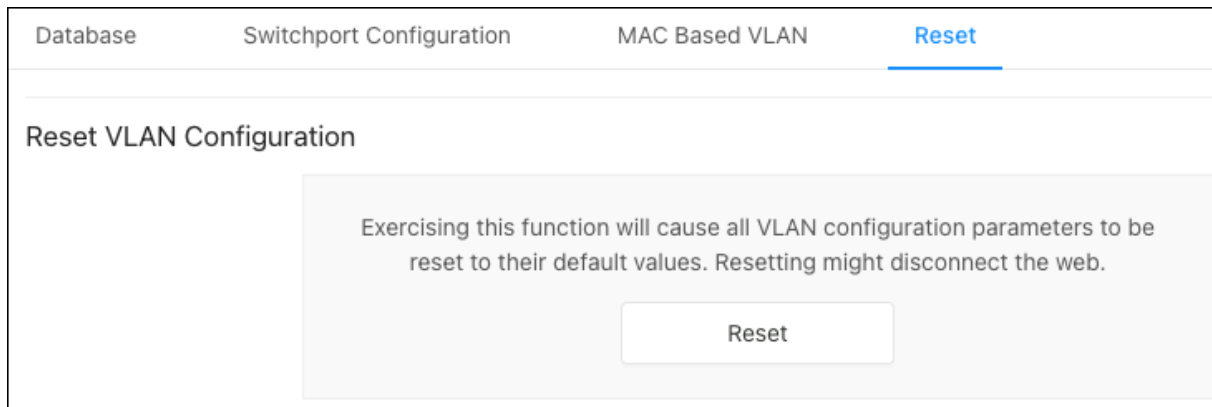 Database Switchport Configuration MAC Based VLAN Reset
Reset VLAN Configuration
Exercising this function will cause all VLAN configuration parameters to be
reset to their default values. Resetting might disconnect the web.
Reset